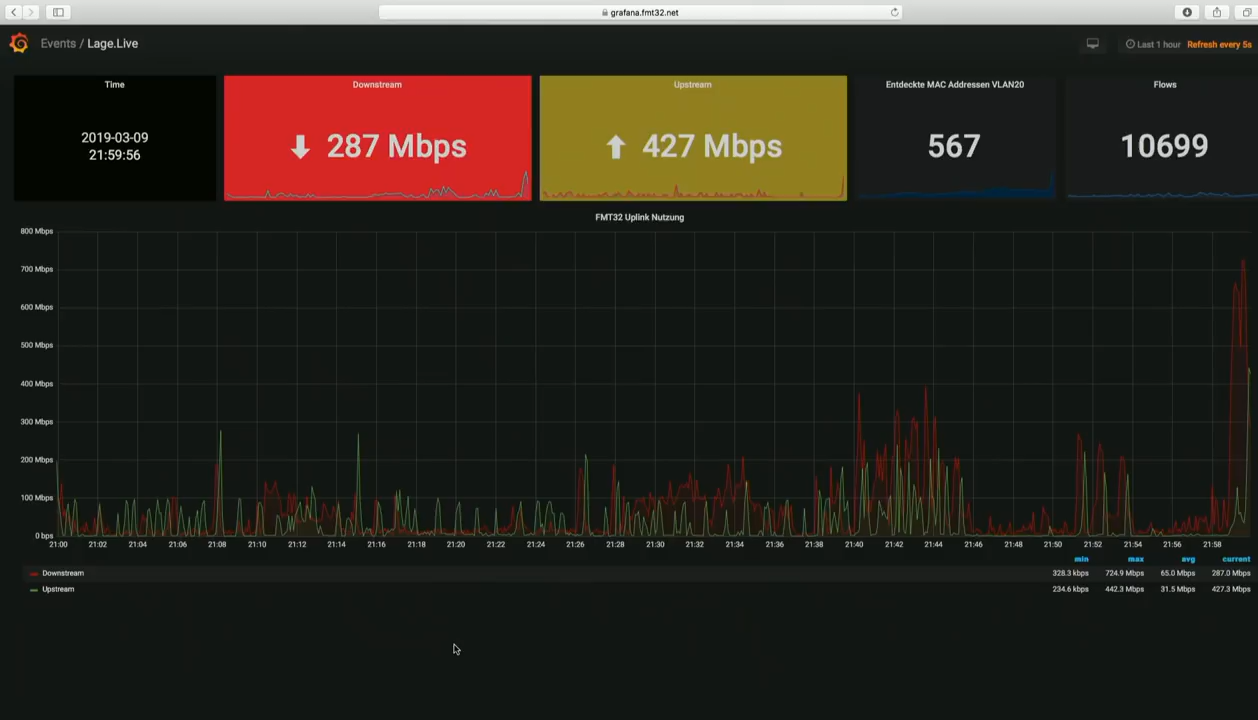 grafana.fmt32.net
Events / Lage.Live
Last 1 hour Refresh every 5s
Time
2019-03-09
21:59:56
Downstream
287 Mbps
Upstream
427 Mbps
Entdeckte MAC Addressen VLAN20
567
Flows
10699
FMT32 Uplink Nutzung
800 Mbps
700 Mbps
600 Mbps
500 Mbps
400 Mbps
300 Mbps
200 Mbps
100 Mbps
0 bps
21:00 21:02 21:04 21:06 21:08 21:10 21:12 21:14 21:16 21:18 21:20 21:22 21:24 21:26 21:28 21:30 21:32 21:34 21:36 21:38 21:40 21:42 21:44 21:46 21:48 21:50 21:52 21:54 21:56 21:58
min max avg current
Downstream 328.3 kbps 724.9 Mbps 65.0 Mbps 287.0 Mbps
Upstream 234.6 kbps 442.3 Mbps 31.5 Mbps 427.3 Mbps